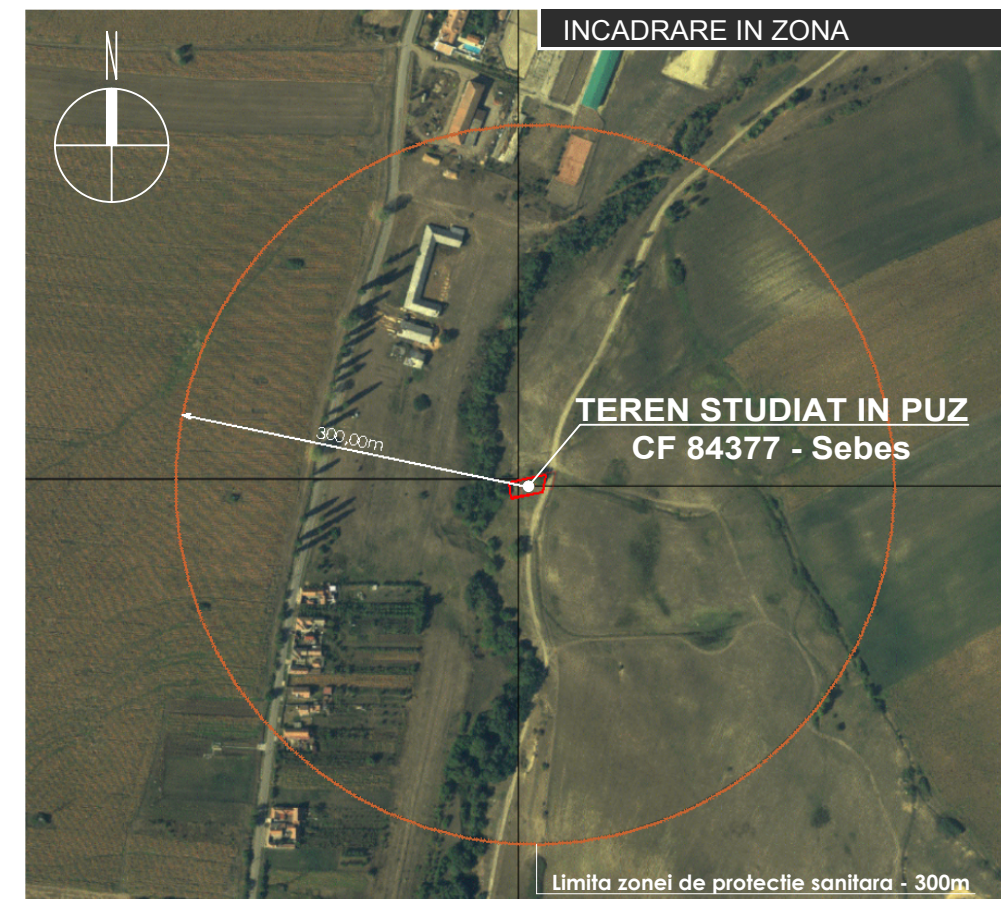 INCADRARE IN ZONA
N
TEREN STUDIAT IN PUZ
CF 84377 - Sebes
300,00m
Limita zonei de protectie sanitara - 300m